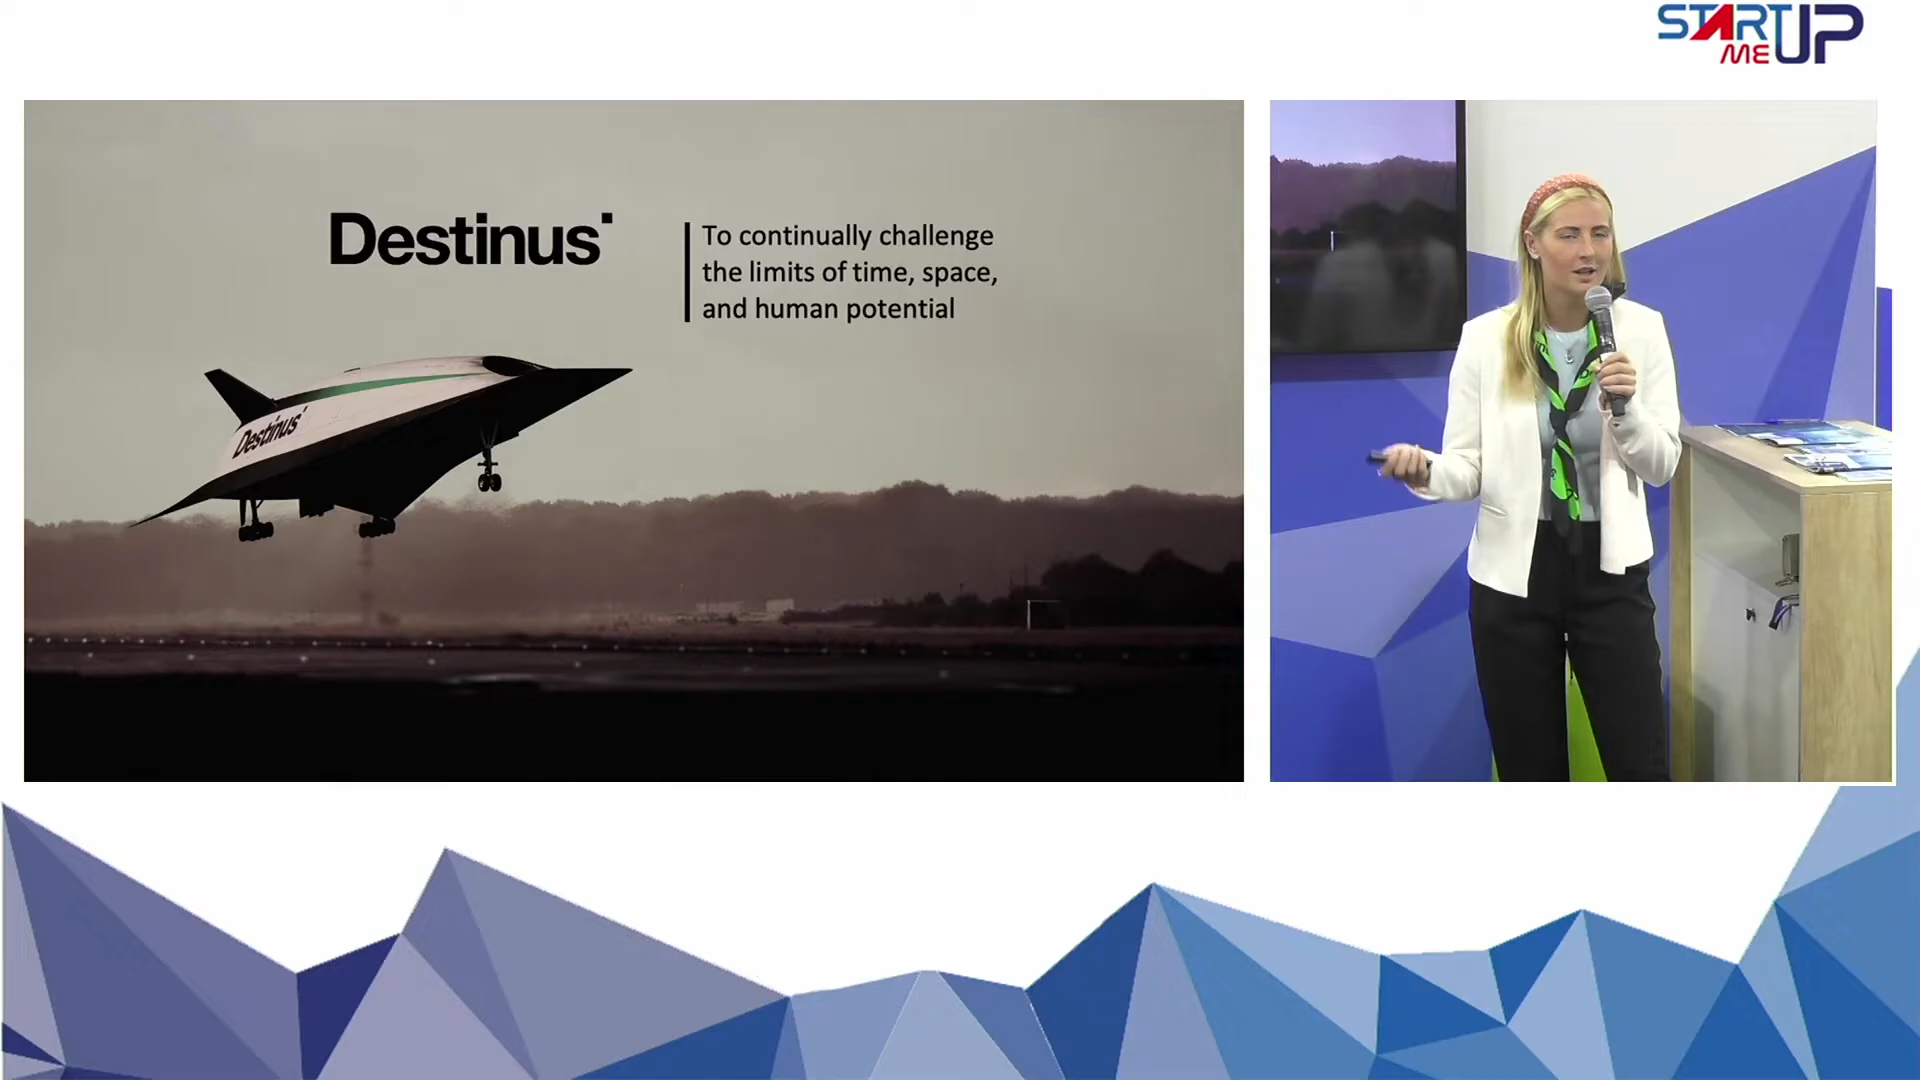 START
ME UP
Destinus
To continually challenge
the limits of time, space,
and human potential
Destinus